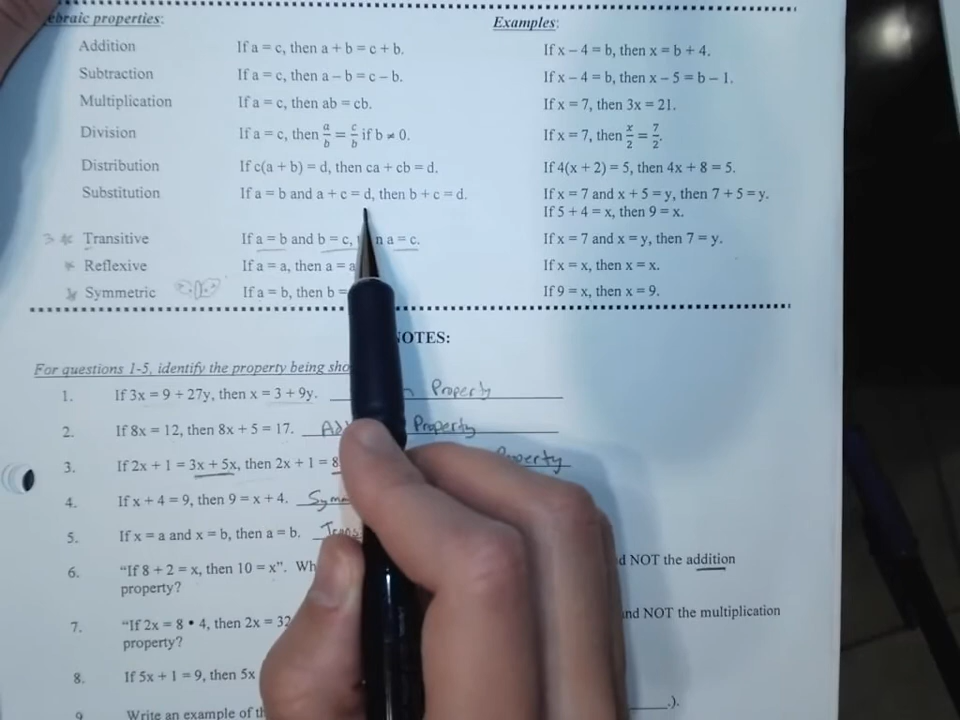 ebraic properties: Examples:
Addition If a = c, then a + b = c + b. If x – 4 = b, then x = b + 4.
Subtraction If a = c, then a – b = c – b. If x – 4 = b, then x – 5 = b – 1.
Multiplication If a = c, then ab = cb. If x = 7, then 3x = 21.
Division If a = c, then a/b = c/b if b ≠ 0. If x = 7, then x/2 = 7/2.
Distribution If c(a + b) = d, then ca + cb = d. If 4(x + 2) = 5, then 4x + 8 = 5.
Substitution If a = b and a + c = d, then b + c = d. If x = 7 and x + 5 = y, then 7 + 5 = y.
If 5 + 4 = x, then 9 = x.
Transitive If a = b and b = c, n a = c. If x = 7 and x = y, then 7 = y.
Reflexive If a = a, then a = a If x = x, then x = x.
Symmetric If a = b, then b = If 9 = x, then x = 9.
OTES:
For questions 1-5, identify the property being sho
1. If 3x = 9 + 27y, then x = 3 + 9y. n Property
2. If 8x = 12, then 8x + 5 = 17. Add Property
3. If 2x + 1 = 3x + 5x, then 2x + 1 = 8 Property
4. If x + 4 = 9, then 9 = x + 4. Symm
5. If x = a and x = b, then a = b. Trans
6. “If 8 + 2 = x, then 10 = x”. Wh d NOT the addition
property?
7. “If 2x = 8 • 4, then 2x = 32 nd NOT the multiplication
property?
8. If 5x + 1 = 9, then 5x
9 Write an example of th .).